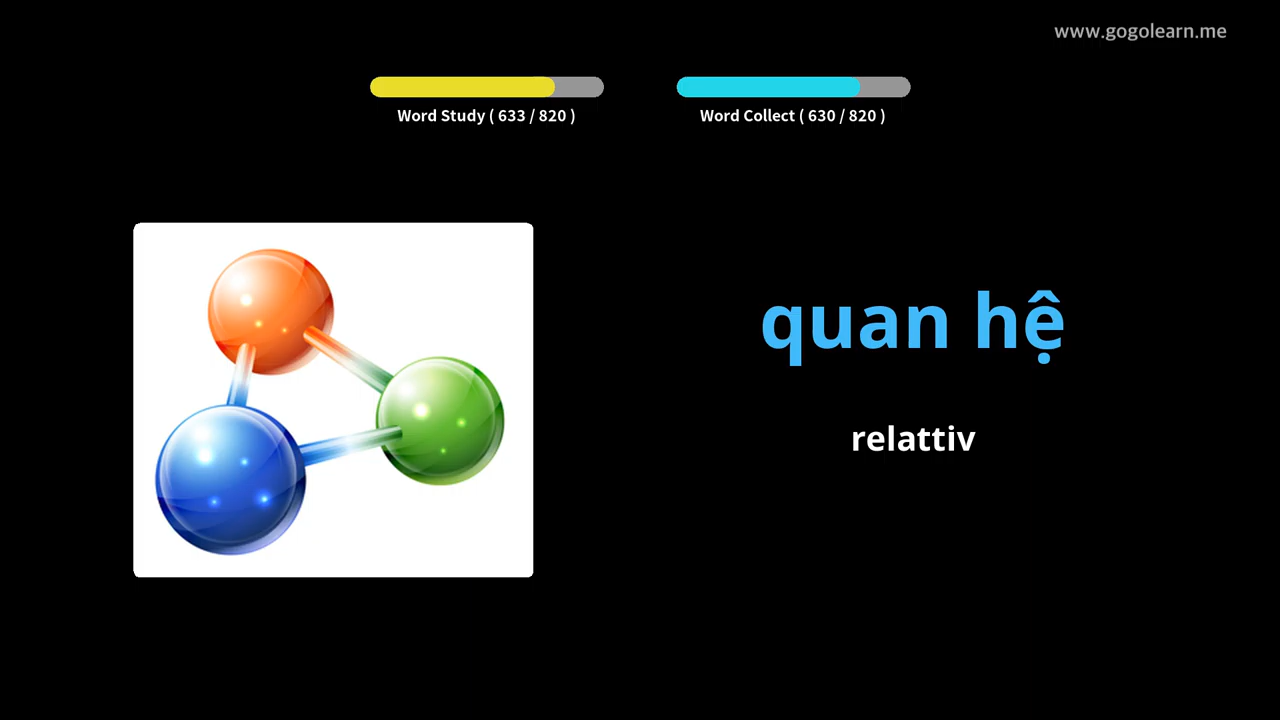 www.gogolearn.me
Word Study ( 633 / 820 )
Word Collect ( 630 / 820 )
quan hệ
relattiv